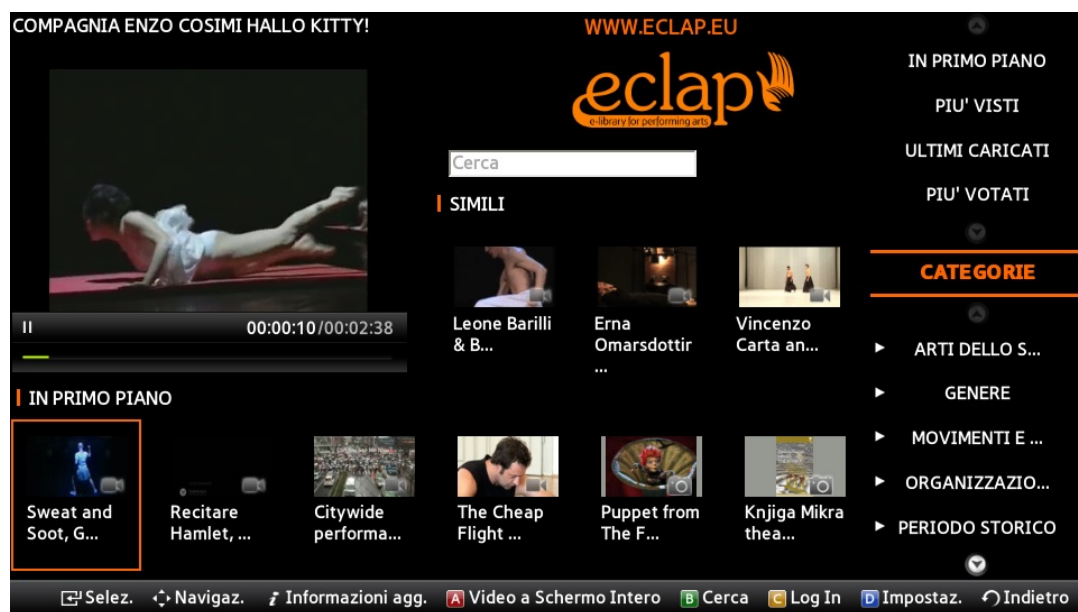 COMPAGNIA ENZO COSIMI HALLO KITTY!
WWW.ECLAP.EU
eclap
e-library for performing arts
Cerca
SIMILI
Leone Barilli
& B...
Erna
Omarsdottir
...
Vincenzo
Carta an...
00:00:10/00:02:38
IN PRIMO PIANO
Sweat and
Soot, G...
Recitare
Hamlet, ...
Citywide
performa...
The Cheap
Flight ...
Puppet from
The F...
Knjiga Mikra
thea...
IN PRIMO PIANO
PIU' VISTI
ULTIMI CARICATI
PIU' VOTATI
CATEGORIE
ARTI DELLO S...
GENERE
MOVIMENTI E ...
ORGANIZZAZIO...
PERIODO STORICO
Selez. Navigaz. i Informazioni agg. A Video a Schermo Intero B Cerca C Log In D Impostaz. Indietro